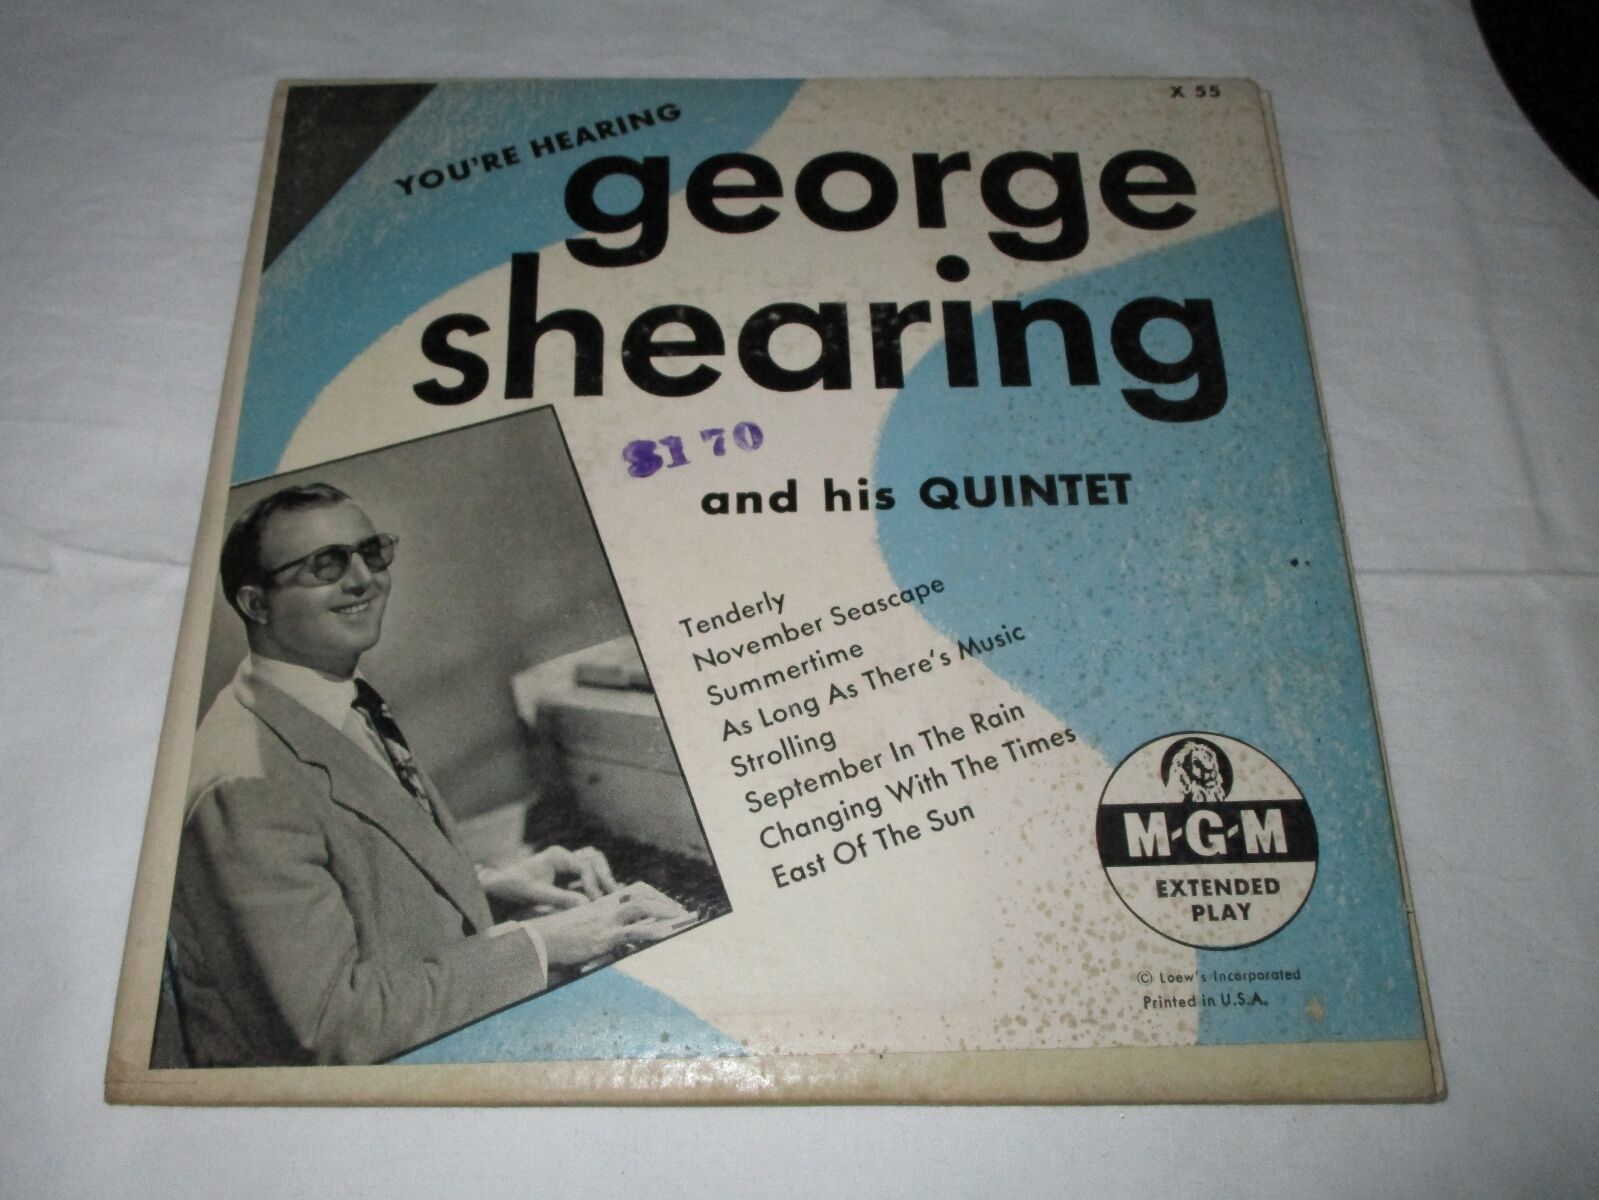 X 55
YOU'RE HEARING
george
shearing
$1 70
and his QUINTET
Tenderly
November Seascape
Summertime
As Long As There's Music
Strolling
September In The Rain
Changing With The Times
East Of The Sun
M-G-M
EXTENDED
PLAY
© Loew's Incorporated
Printed in U.S.A.